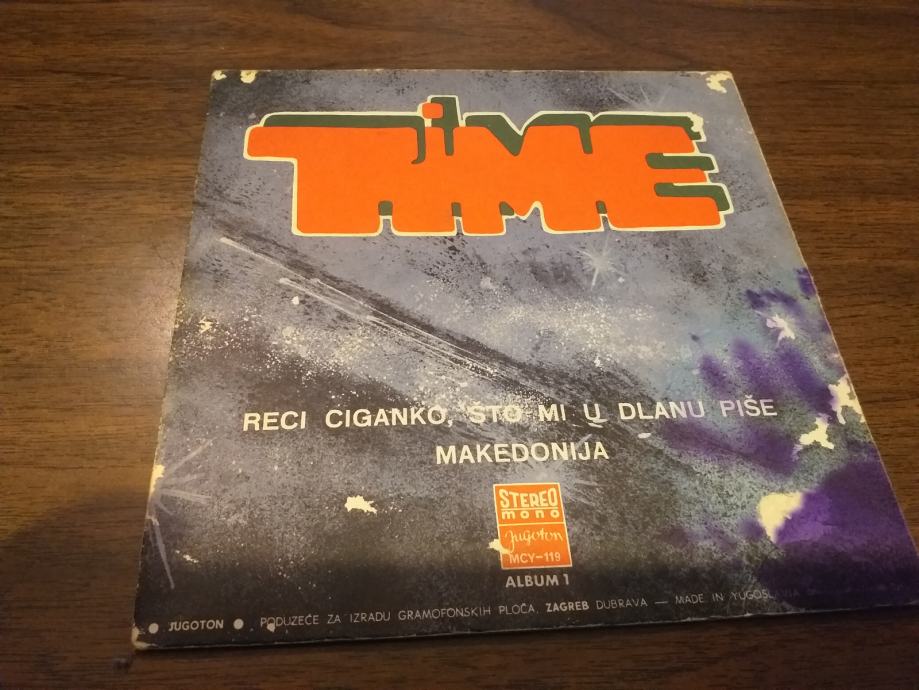 TiME
RECI CIGANKO, ŠTO MI U DLANU PIŠE
MAKEDONIJA
STEREO
mono
Jugoton
MCY-119
ALBUM 1
● JUGOTON ● PODUZEĆE ZA IZRADU GRAMOFONSKIH PLOČA, ZAGREB DUBRAVA — MADE IN YUGOSLAVIA